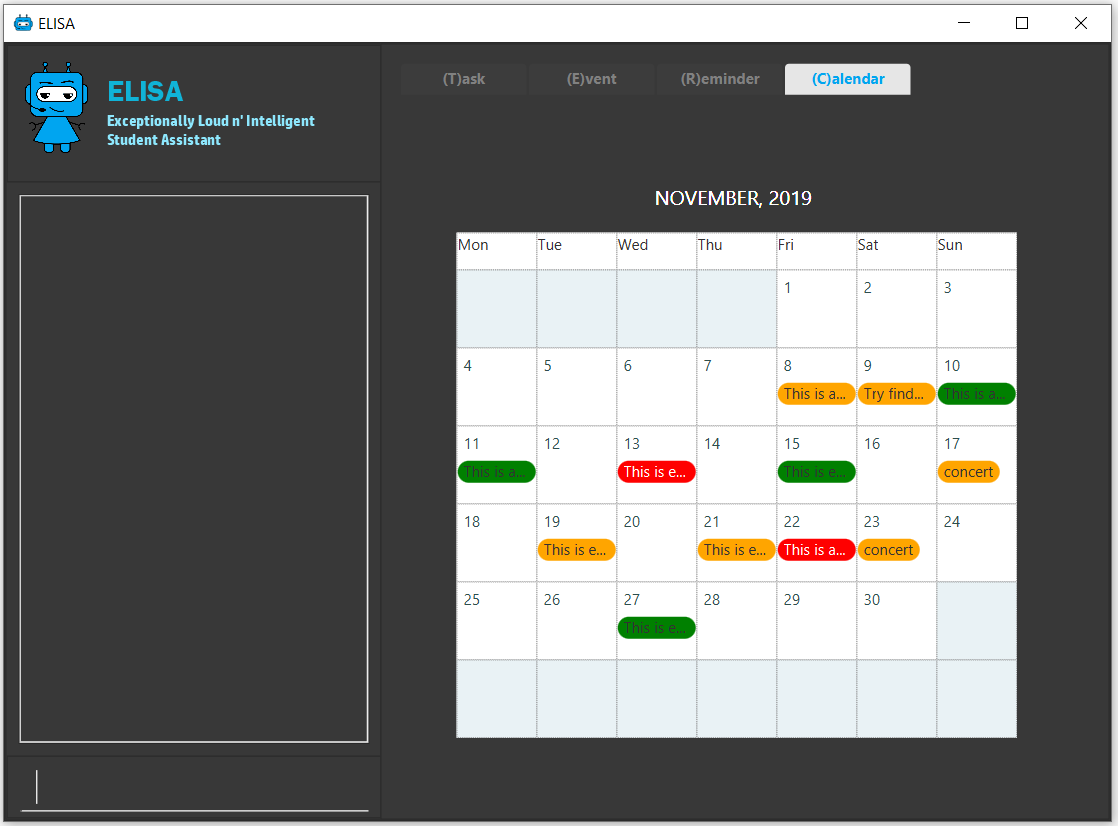 ELISA
ELISA
Exceptionally Loud n' Intelligent
Student Assistant
(T)ask (E)vent (R)eminder (C)alendar
NOVEMBER, 2019
Mon Tue Wed Thu Fri Sat Sun
1 2 3
4 5 6 7 8 9 10
This is a... Try find... This is a...
11 12 13 14 15 16 17
This is a... This is e... This is e... concert
18 19 20 21 22 23 24
This is e... This is e... This is a... concert
25 26 27 28 29 30
This is e...